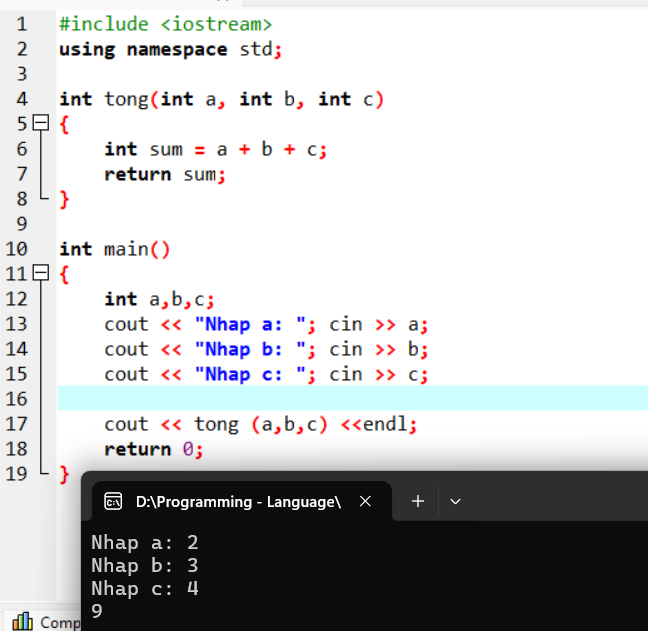 1 #include <iostream>
2 using namespace std;
3
4 int tong(int a, int b, int c)
5 {
6 int sum = a + b + c;
7 return sum;
8 }
9
10 int main()
11 {
12 int a,b,c;
13 cout << "Nhap a: "; cin >> a;
14 cout << "Nhap b: "; cin >> b;
15 cout << "Nhap c: "; cin >> c;
16
17 cout << tong (a,b,c) <<endl;
18 return 0;
19 }
D:\Programming - Language\
Nhap a: 2
Nhap b: 3
Nhap c: 4
9
Comp